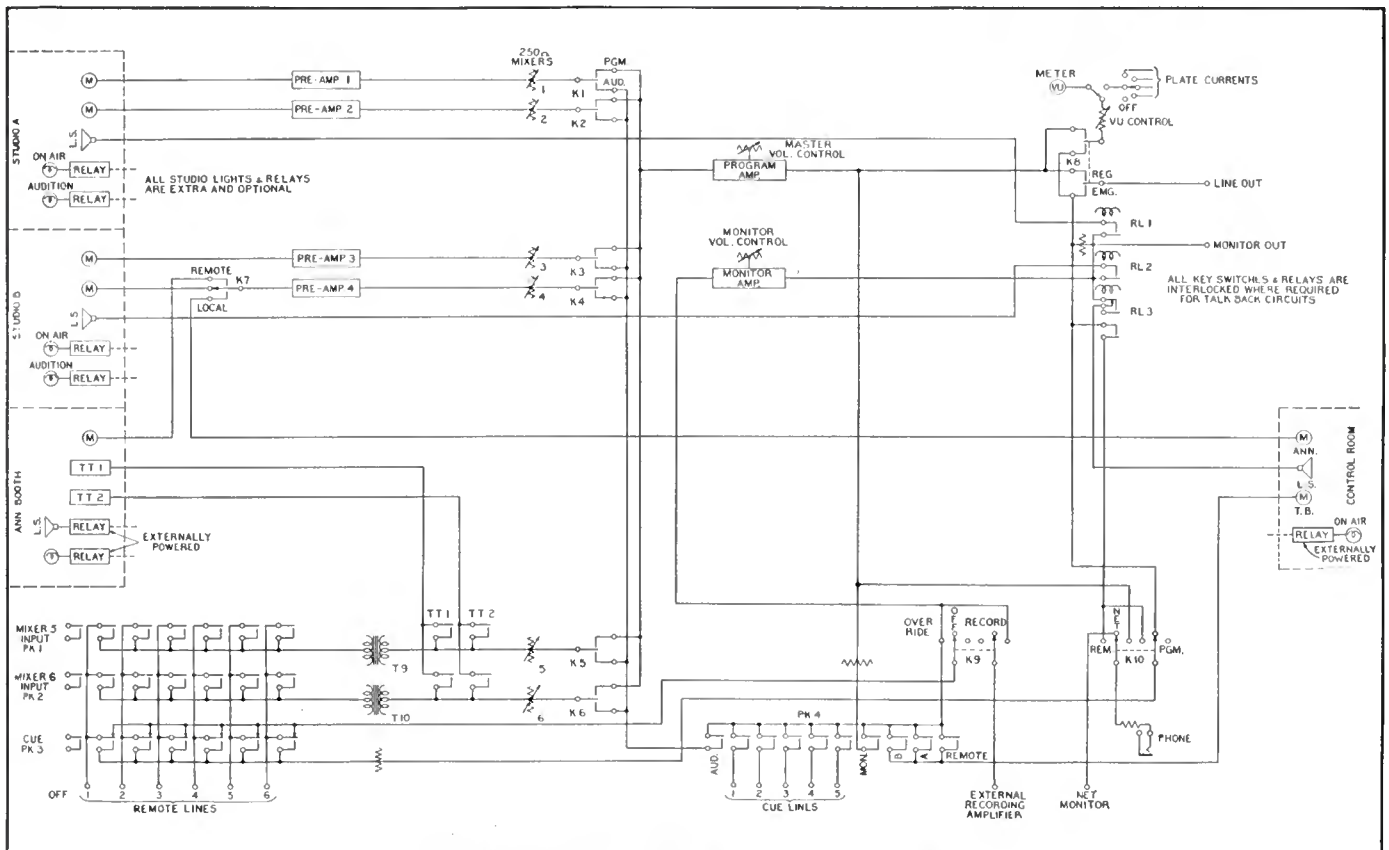 STUDIO A
M
M
L.S.
ON AIR
RELAY
AUDITION
RELAY
ALL STUDIO LIGHTS & RELAYS
ARE EXTRA AND OPTIONAL
PRE-AMP 1
PRE-AMP 2
250Ω
MIXERS
1
2
PGM.
AUD.
K1
K2
METER
VU
PLATE CURRENTS
OFF
VU CONTROL
MASTER
VOL. CONTROL
PROGRAM
AMP.
K8
REG
EMG.
LINE OUT
RL 1
MONITOR OUT
RL 2
RL 3
ALL KEY SWITCHES & RELAYS ARE
INTERLOCKED WHERE REQUIRED
FOR TALK BACK CIRCUITS
MONITOR
VOL. CONTROL
MONITOR
AMP.
STUDIO B
M
M
L.S.
ON AIR
RELAY
AUDITION
RELAY
REMOTE
K7
LOCAL
PRE-AMP 3
PRE-AMP 4
3
4
K3
K4
ANN BOOTH
M
TT 1
TT 2
L.S.
RELAY
RELAY
EXTERNALLY
POWERED
CONTROL ROOM
M
ANN.
L.S.
M
T.B.
RELAY
ON AIR
EXTERNALLY
POWERED
MIXER 5
INPUT
PK 1
MIXER 6
INPUT
PK 2
CUE
PK 3
OFF
1 2 3 4 5 6
REMOTE LINES
T9
T10
TT 1
TT 2
5
6
K5
K6
OVER
RIDE
OFF
RECORD
K9
NET
REM.
K10
PGM.
PHONE
PK 4
AUD.
1 2 3 4 5
CUE LINES
MON.
B
A
REMOTE
EXTERNAL
RECORDING
AMPLIFIER
NET
MONITOR